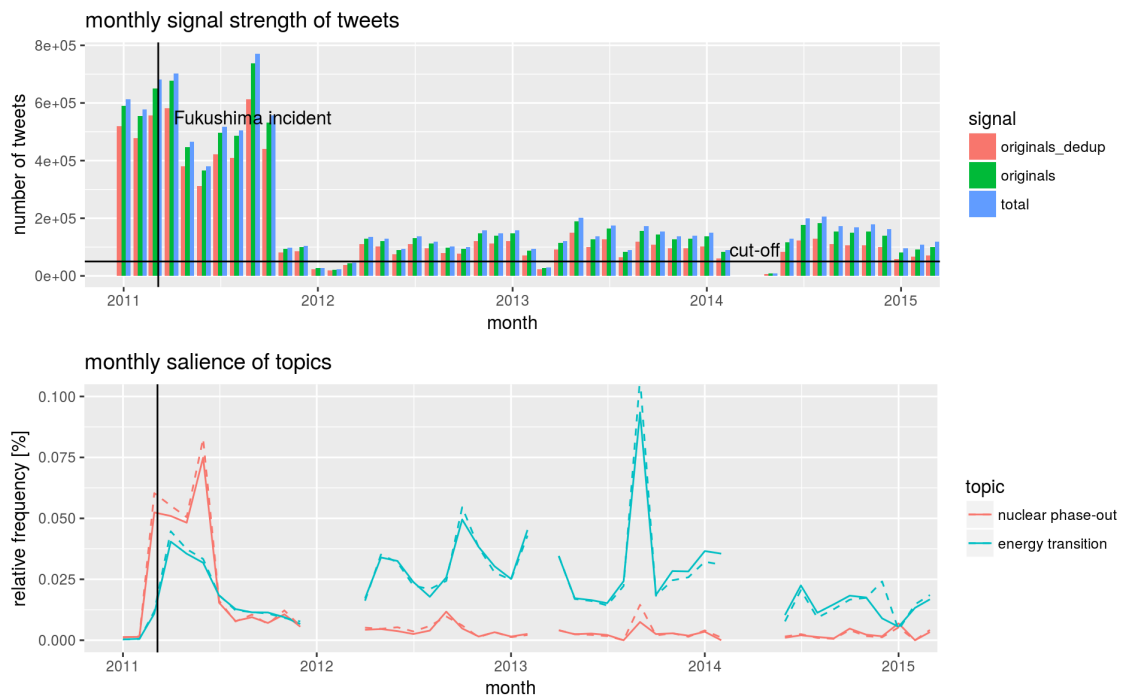 monthly signal strength of tweets
8e+05
6e+05
4e+05
2e+05
0e+00
number of tweets
Fukushima incident
cut-off
2011
2012
2013
2014
2015
month
signal
originals_dedup
originals
total
monthly salience of topics
0.100
0.075
0.050
0.025
0.000
relative frequency [%]
2011
2012
2013
2014
2015
month
topic
nuclear phase-out
energy transition